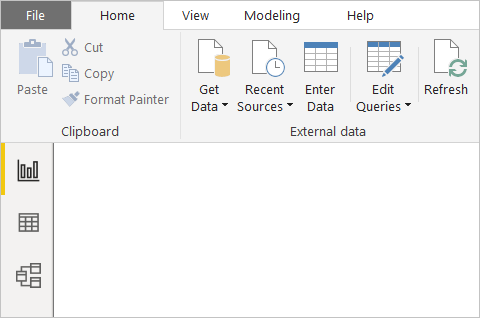 File Home View Modeling Help
Paste
Cut
Copy
Format Painter
Clipboard
Get
Data
Recent
Sources
Enter
Data
Edit
Queries
Refresh
External data